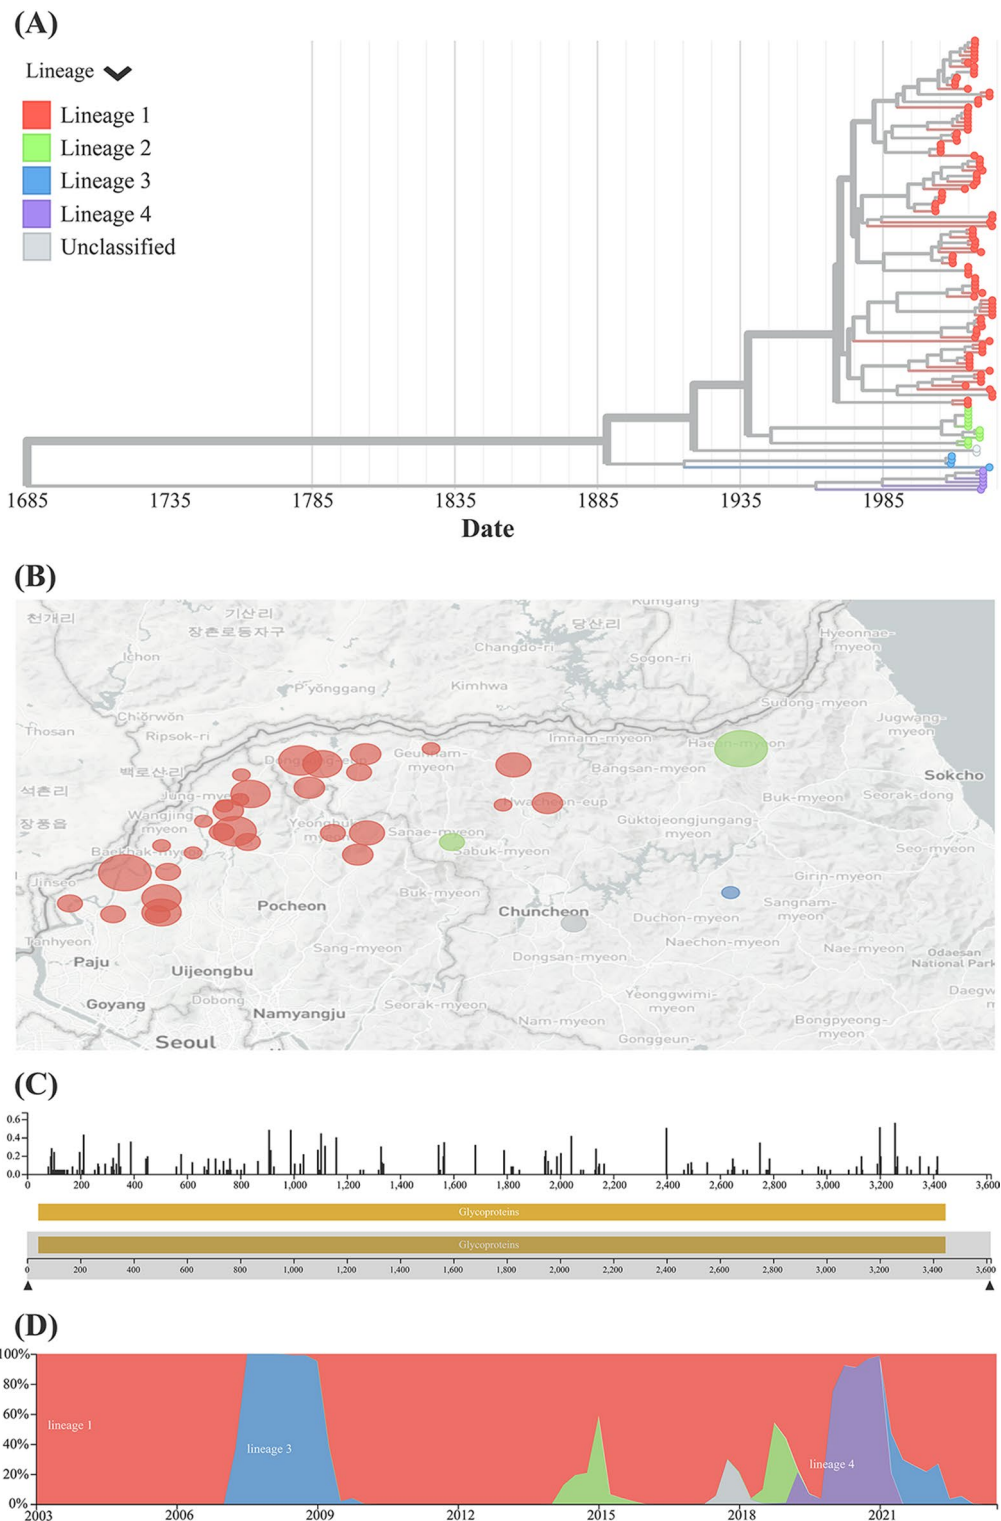 (A)
Lineage
Lineage 1
Lineage 2
Lineage 3
Lineage 4
Unclassified
1685 1735 1785 1835 1885 1935 1985
Date
(B)
Kumgang
천개리
기산리
장촌로등자구
당산리
Hyeonnae-
myeon
Ichon
Changdo-ri
Sogon-ri
P'yŏnggang
Kimhwa
Sudong-myeon
Chŏrwŏn
Jugwang-
myeon
Thosan
Ripsok-ri
Imnam-myeon
백로산리
myeon
Bangsan-myeon
Sokcho
석촌리
Buk-myeon
Seorak-dong
장풍읍
Wangjing
myeon
Guktojeongjungang-
myeon
Sanae-myeon
Seo-myeon
Sabuk-myeon
Jinseo
Girin-myeon
Buk-myeon
Pocheon
Chuncheon
Sangnam-
myeon
Duchon-myeon
Tanhyeon
Sang-myeon
Naechon-myeon
Nae-myeon
Paju
Dongsan-myeon
Odaesan
National Park
Uijeongbu
Goyang
Dobong
Seorak-myeon
Yeonggwimi-
myeon
Daegw
Namyangju
Nam-myeon
Bongpyeong-
myeon
Seoul
Gonggeun-
(C)
0.6
0.4
0.2
0.0
0 200 400 600 800 1,000 1,200 1,400 1,600 1,800 2,000 2,200 2,400 2,600 2,800 3,000 3,200 3,400 3,600
Glycoproteins
Glycoproteins
0 200 400 600 800 1,000 1,200 1,400 1,600 1,800 2,000 2,200 2,400 2,600 2,800 3,000 3,200 3,400 3,600
(D)
100%
80%
60%
lineage 1
40%
lineage 3
lineage 4
20%
0%
2003 2006 2009 2012 2015 2018 2021